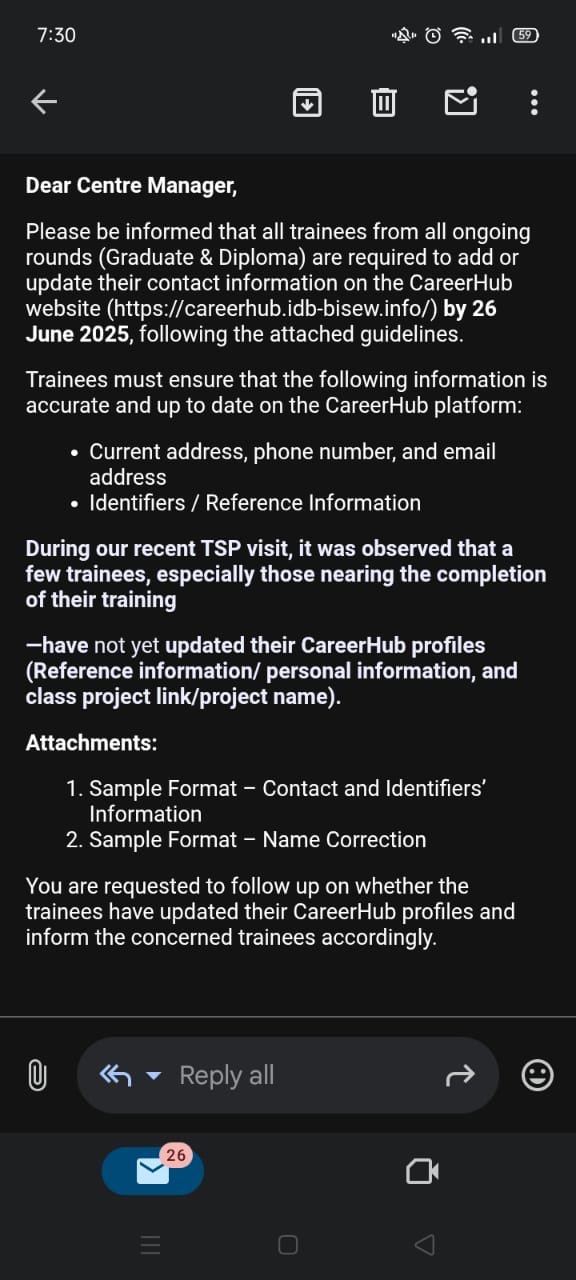 7:30
59
Dear Centre Manager,
Please be informed that all trainees from all ongoing
rounds (Graduate & Diploma) are required to add or
update their contact information on the CareerHub
website (https://careerhub.idb-bisew.info/) by 26
June 2025, following the attached guidelines.
Trainees must ensure that the following information is
accurate and up to date on the CareerHub platform:
• Current address, phone number, and email
address
• Identifiers / Reference Information
During our recent TSP visit, it was observed that a
few trainees, especially those nearing the completion
of their training
—have not yet updated their CareerHub profiles
(Reference information/ personal information, and
class project link/project name).
Attachments:
1. Sample Format – Contact and Identifiers’
Information
2. Sample Format – Name Correction
You are requested to follow up on whether the
trainees have updated their CareerHub profiles and
inform the concerned trainees accordingly.
Reply all
26